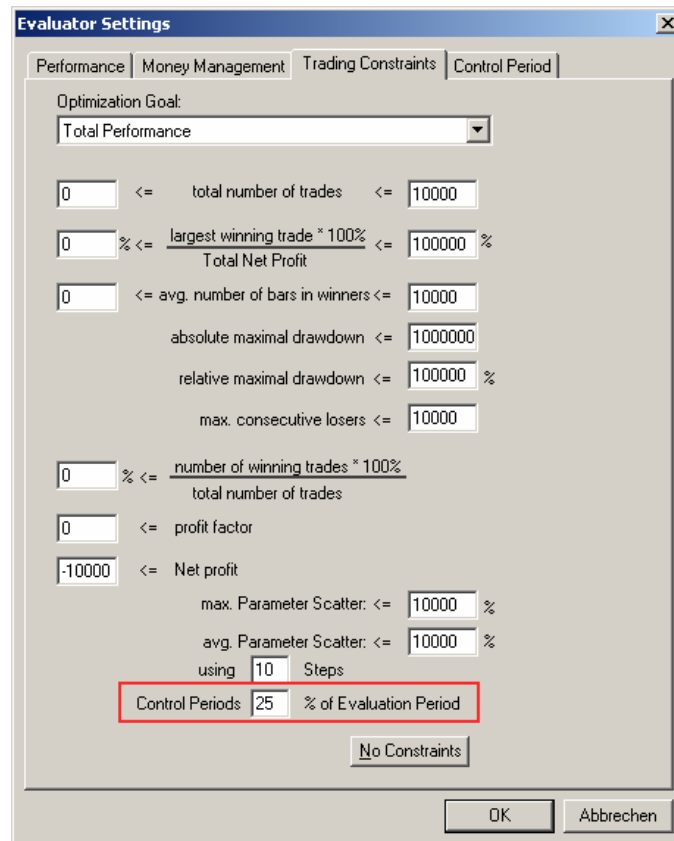 Evaluator Settings
Performance Money Management Trading Constraints Control Period
Optimization Goal:
Total Performance
0 <= total number of trades <= 10000
0 % <= largest winning trade * 100% <= 100000 %
Total Net Profit
0 <= avg. number of bars in winners <= 10000
absolute maximal drawdown <= 1000000
relative maximal drawdown <= 100000 %
max. consecutive losers <= 10000
0 % <= number of winning trades * 100%
total number of trades
0 <= profit factor
-10000 <= Net profit
max. Parameter Scatter: <= 10000 %
avg. Parameter Scatter: <= 10000 %
using 10 Steps
Control Periods 25 % of Evaluation Period
No Constraints
OK Abbrechen